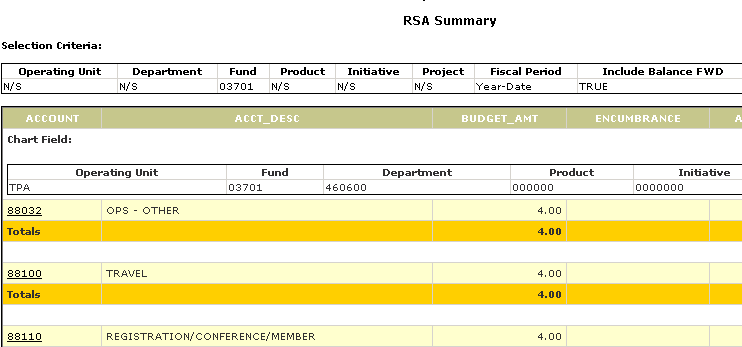 RSA Summary
Selection Criteria:
Operating Unit Department Fund Product Initiative Project Fiscal Period Include Balance FWD
N/S N/S 03701 N/S N/S N/S Year-Date TRUE
ACCOUNT ACCT_DESC BUDGET_AMT ENCUMBRANCE A
Chart Field:
Operating Unit Fund Department Product Initiative
TPA 03701 460600 000000 0000000
88032 OPS - OTHER 4.00
Totals 4.00
88100 TRAVEL 4.00
Totals 4.00
88110 REGISTRATION/CONFERENCE/MEMBER 4.00